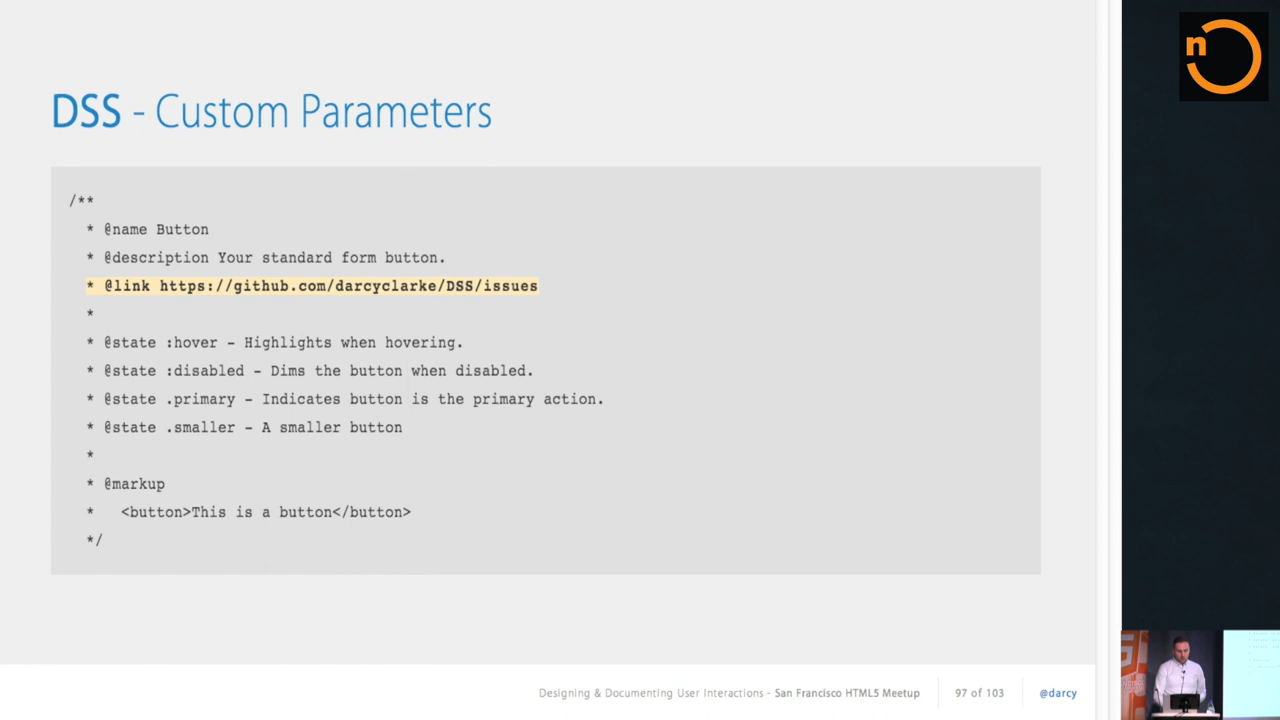 n
DSS - Custom Parameters
/**
* @name Button
* @description Your standard form button.
* @link https://github.com/darcyclarke/DSS/issues
*
* @state :hover - Highlights when hovering.
* @state :disabled - Dims the button when disabled.
* @state .primary - Indicates button is the primary action.
* @state .smaller - A smaller button
*
* @markup
*   <button>This is a button</button>
*/
Designing & Documenting User Interactions - San Francisco HTML5 Meetup
97 of 103
@darcy